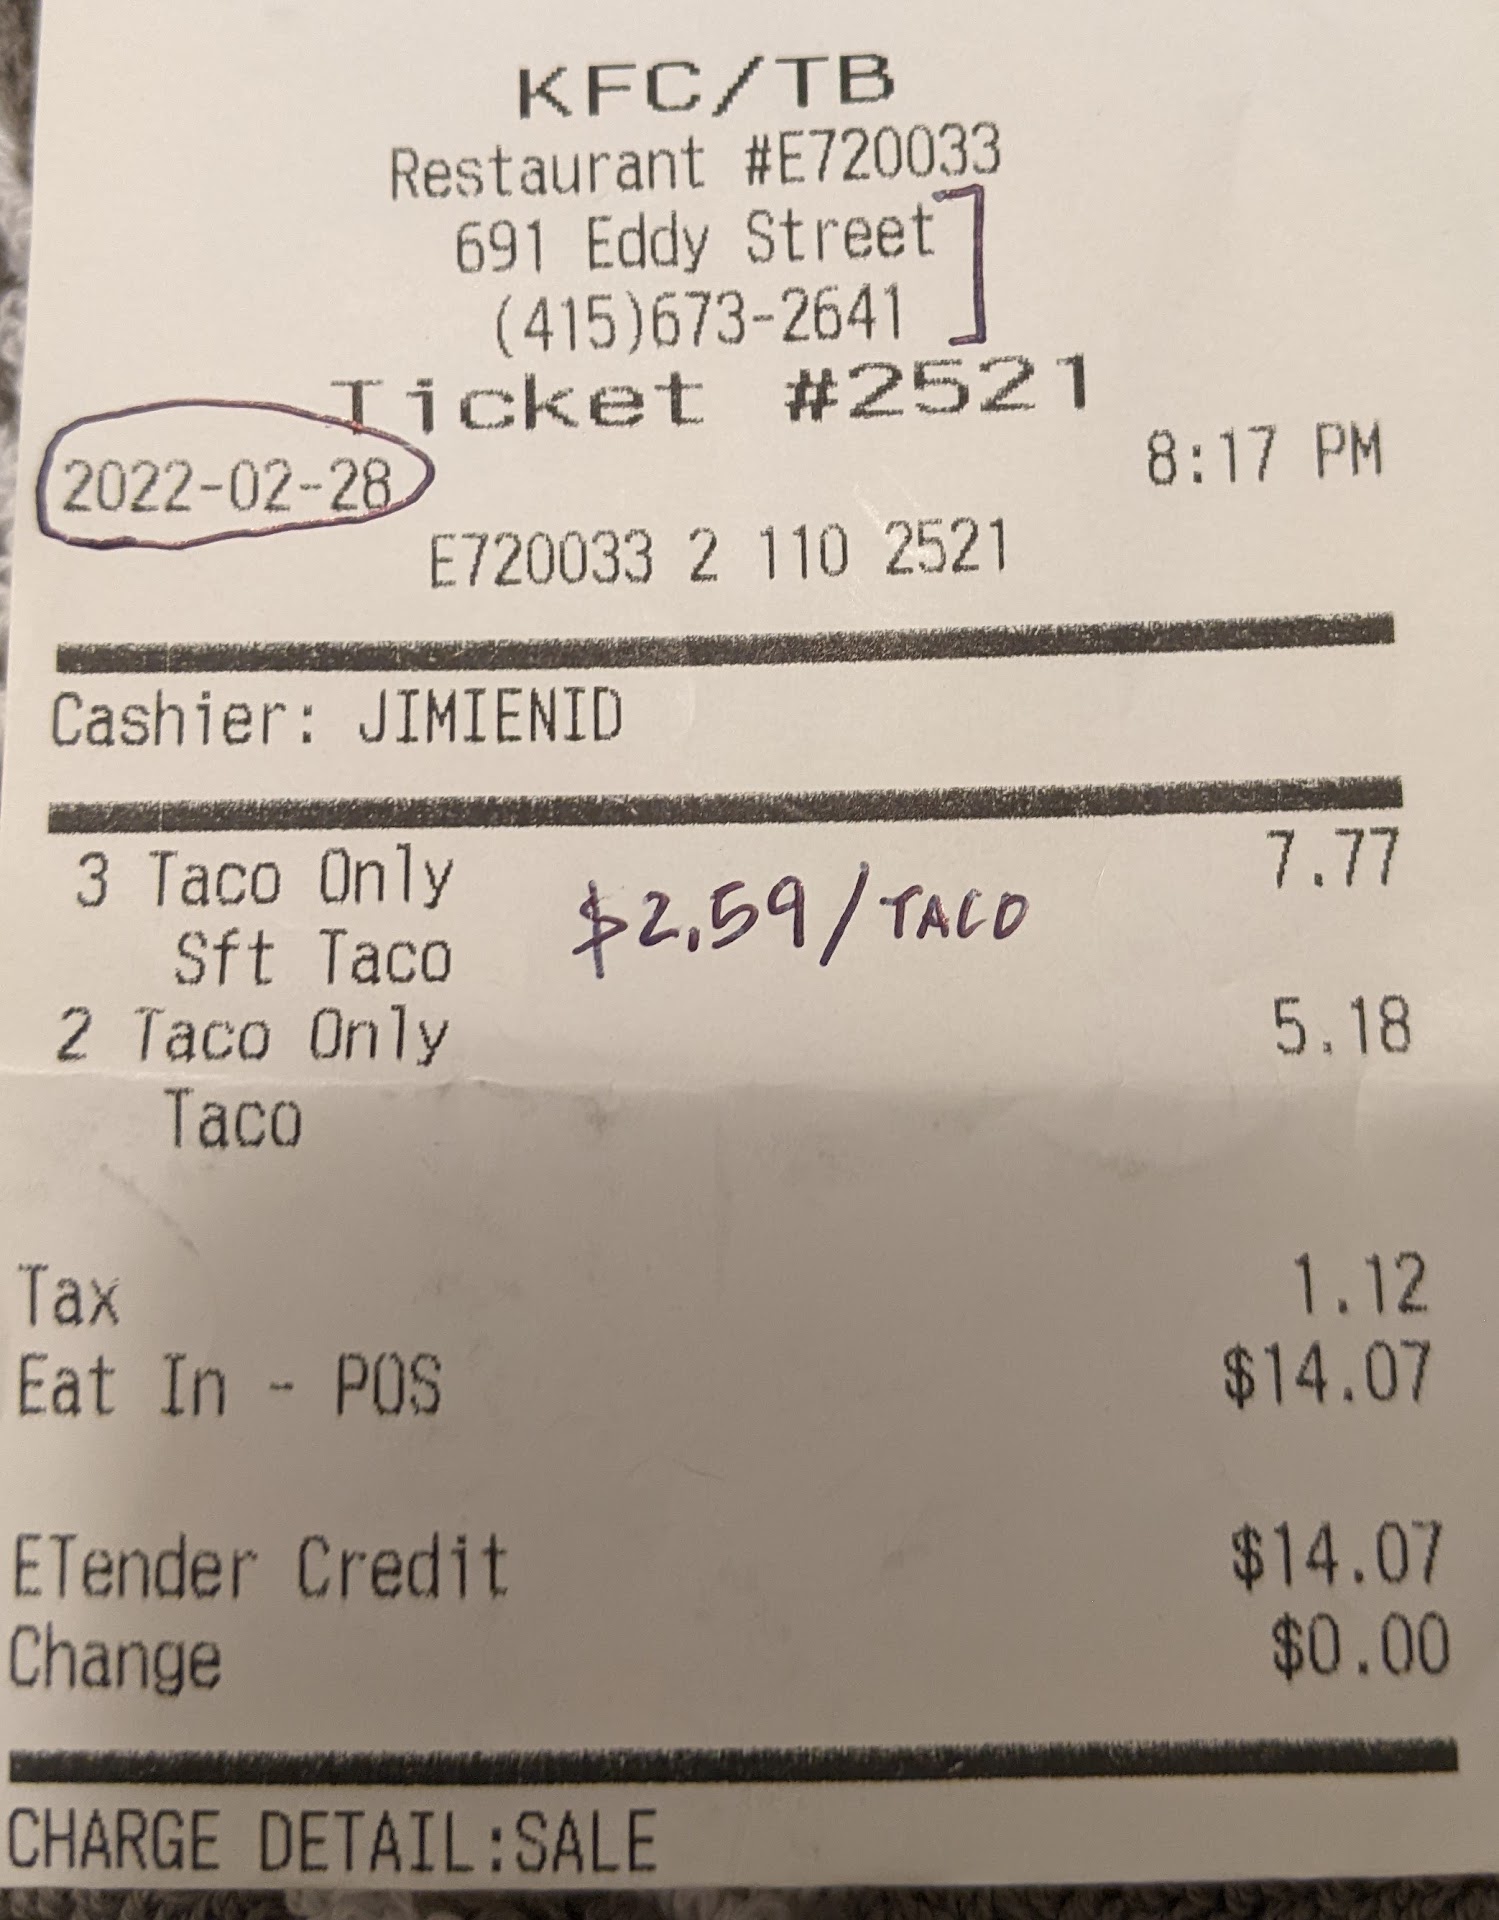 KFC/TB
Restaurant #E720033
691 Eddy Street
(415)673-2641
Ticket #2521
2022-02-28 8:17 PM
E720033 2 110 2521
Cashier: JIMIENID
3 Taco Only 7.77
$2.59/TACO
Sft Taco
2 Taco Only 5.18
Taco
Tax 1.12
Eat In - POS $14.07
ETender Credit $14.07
Change $0.00
CHARGE DETAIL:SALE